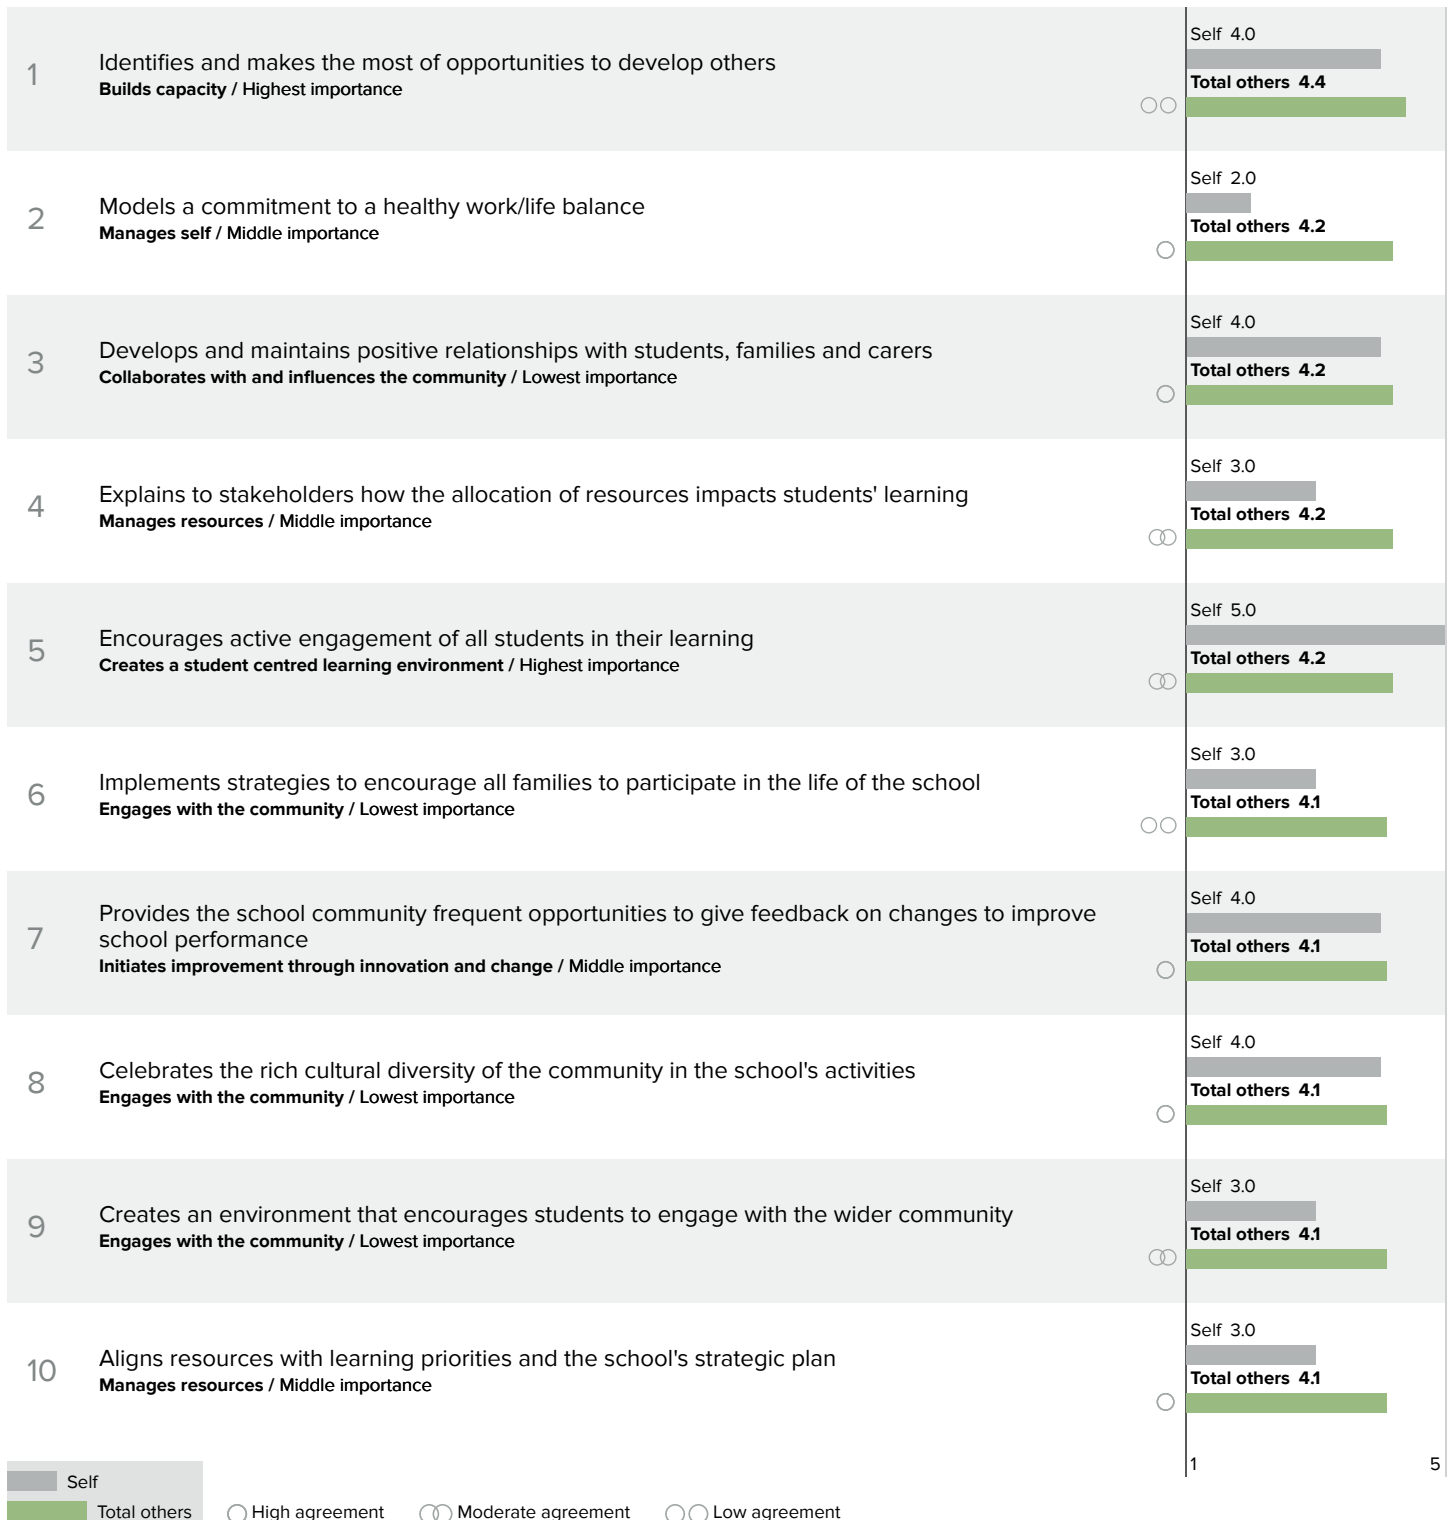 1
Identifies and makes the most of opportunities to develop others
Builds capacity / Highest importance
Self 4.0
Total others 4.4
2
Models a commitment to a healthy work/life balance
Manages self / Middle importance
Self 2.0
Total others 4.2
3
Develops and maintains positive relationships with students, families and carers
Collaborates with and influences the community / Lowest importance
Self 4.0
Total others 4.2
4
Explains to stakeholders how the allocation of resources impacts students' learning
Manages resources / Middle importance
Self 3.0
Total others 4.2
5
Encourages active engagement of all students in their learning
Creates a student centred learning environment / Highest importance
Self 5.0
Total others 4.2
6
Implements strategies to encourage all families to participate in the life of the school
Engages with the community / Lowest importance
Self 3.0
Total others 4.1
7
Provides the school community frequent opportunities to give feedback on changes to improve
school performance
Initiates improvement through innovation and change / Middle importance
Self 4.0
Total others 4.1
8
Celebrates the rich cultural diversity of the community in the school's activities
Engages with the community / Lowest importance
Self 4.0
Total others 4.1
9
Creates an environment that encourages students to engage with the wider community
Engages with the community / Lowest importance
Self 3.0
Total others 4.1
10
Aligns resources with learning priorities and the school's strategic plan
Manages resources / Middle importance
Self 3.0
Total others 4.1
1 5
Self
Total others High agreement Moderate agreement Low agreement